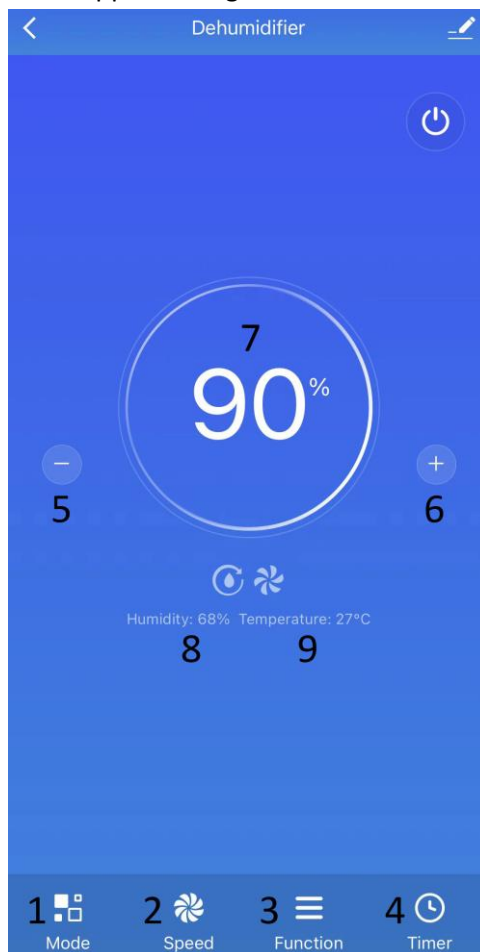 Dehumidifier
7
90%
5
6
Humidity: 68% Temperature: 27°C
8 9
1 2 3 4
Mode Speed Function Timer